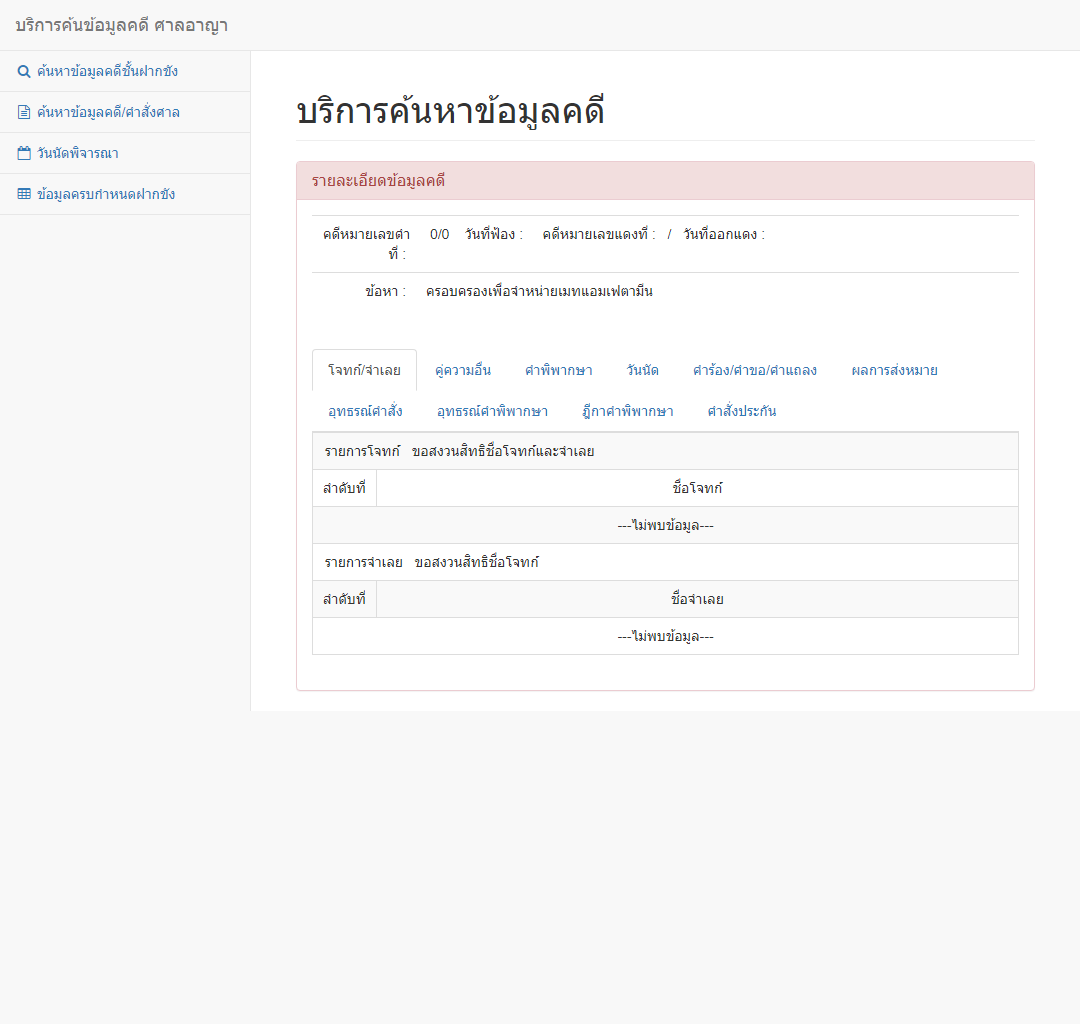 บริการค้นข้อมูลคดี ศาลอาญา
ค้นหาข้อมูลคดีชั้นฝากขัง
ค้นหาข้อมูลคดี/คำสั่งศาล
วันนัดพิจารณา
ข้อมูลครบกำหนดฝากขัง
บริการค้นหาข้อมูลคดี
รายละเอียดข้อมูลคดี
คดีหมายเลขดำที่ : 0/0 วันที่ฟ้อง : คดีหมายเลขแดงที่ : / วันที่ออกแดง :
ข้อหา : ครอบครองเพื่อจำหน่ายเมทแอมเฟตามีน
โจทก์/จำเลย คู่ความอื่น คำพิพากษา วันนัด คำร้อง/คำขอ/คำแถลง ผลการส่งหมาย
อุทธรณ์คำสั่ง อุทธรณ์คำพิพากษา ฎีกาคำพิพากษา คำสั่งประกัน
รายการโจทก์ ขอสงวนสิทธิชื่อโจทก์และจำเลย
ลำดับที่ ชื่อโจทก์
---ไม่พบข้อมูล---
รายการจำเลย ขอสงวนสิทธิชื่อโจทก์
ลำดับที่ ชื่อจำเลย
---ไม่พบข้อมูล---